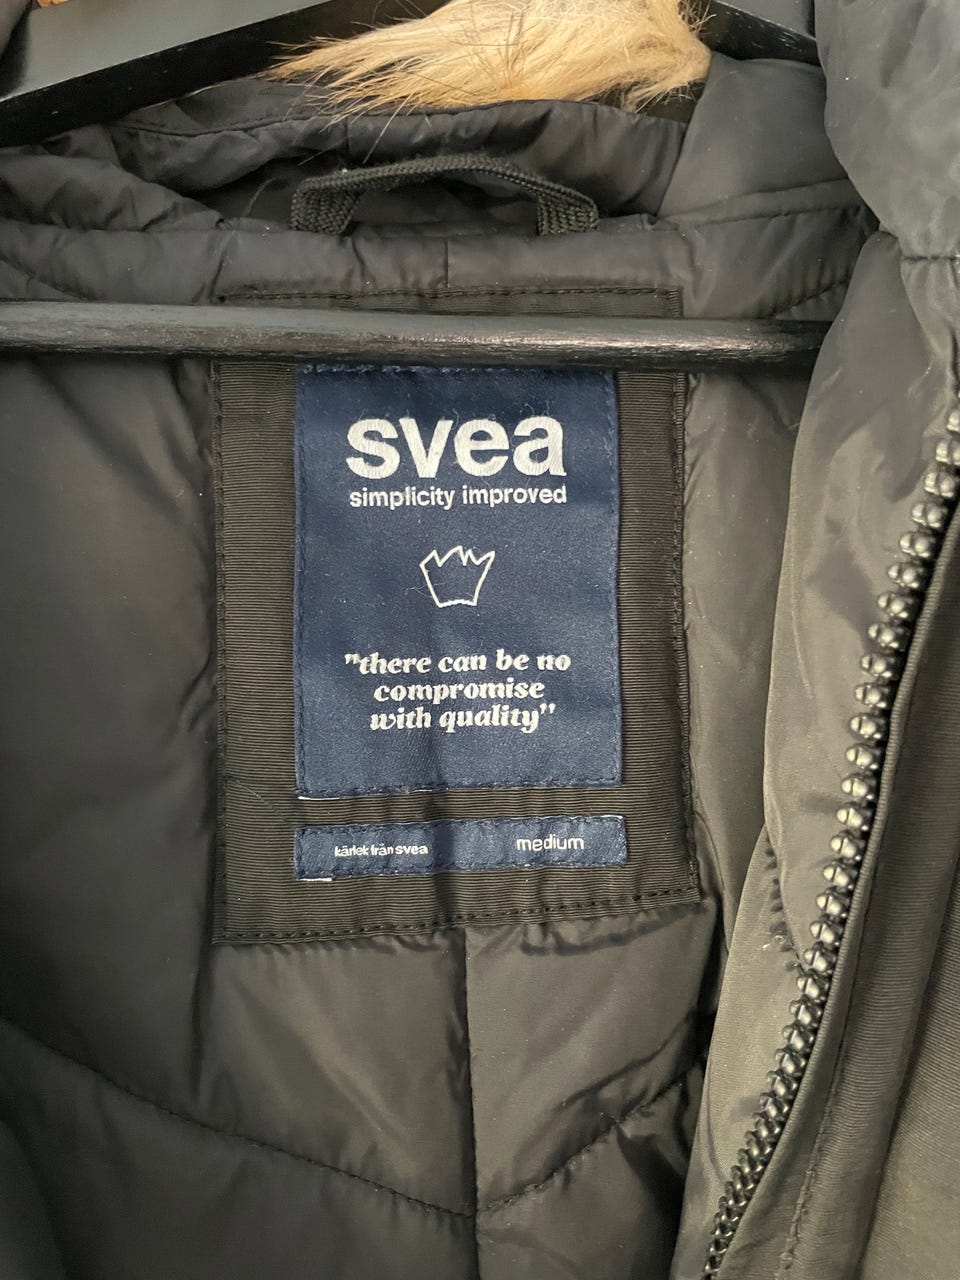 svea
simplicity improved
"there can be no
compromise
with quality"
kärlek från svea
medium